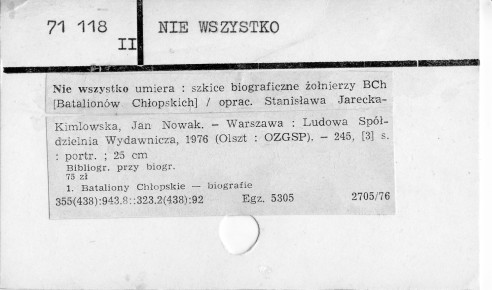 71 118 NIE WSZYSTKO
II
Nie wszystko umiera : szkice biograficzne żołnierzy BCh
[Batalionów Chłopskich] / oprac. Stanisława Jarecka-
Kimlowska, Jan Nowak. — Warszawa : Ludowa Spół-
dzielnia Wydawnicza, 1976 (Olszt : OZGSP). — 245, [3] s.
: portr. ; 25 cm
Bibliogr. przy biogr.
75 zł
1. Bataliony Chłopskie — biografie
355(438):943.8::323.2(438):92 Egz. 5305 2705/76